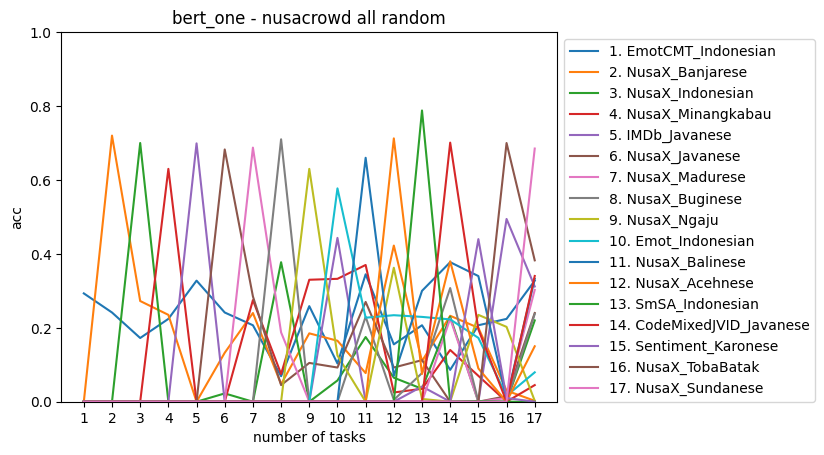 bert_one - nusacrowd all random
1.0
0.8
0.6
0.4
0.2
0.0
acc
1 2 3 4 5 6 7 8 9 10 11 12 13 14 15 16 17
number of tasks
1. EmotCMT_Indonesian
2. NusaX_Banjarese
3. NusaX_Indonesian
4. NusaX_Minangkabau
5. IMDb_Javanese
6. NusaX_Javanese
7. NusaX_Madurese
8. NusaX_Buginese
9. NusaX_Ngaju
10. Emot_Indonesian
11. NusaX_Balinese
12. NusaX_Acehnese
13. SmSA_Indonesian
14. CodeMixedJVID_Javanese
15. Sentiment_Karonese
16. NusaX_TobaBatak
17. NusaX_Sundanese